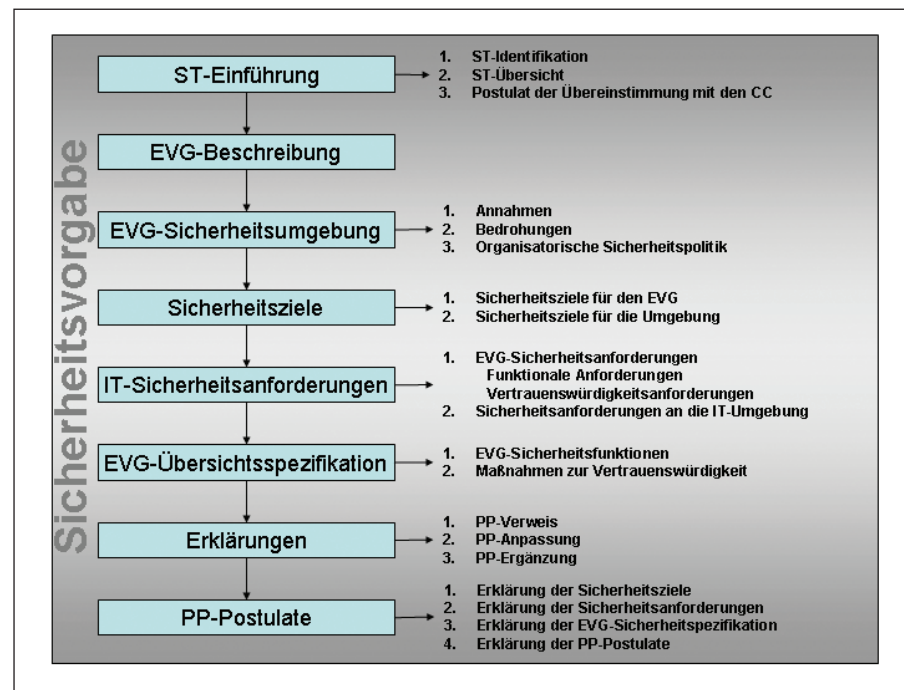 Sicherheitsvorgabe
ST-Einführung
1. ST-Identifikation
2. ST-Übersicht
3. Postulat der Übereinstimmung mit den CC
EVG-Beschreibung
EVG-Sicherheitsumgebung
1. Annahmen
2. Bedrohungen
3. Organisatorische Sicherheitspolitik
Sicherheitsziele
1. Sicherheitsziele für den EVG
2. Sicherheitsziele für die Umgebung
IT-Sicherheitsanforderungen
1. EVG-Sicherheitsanforderungen
Funktionale Anforderungen
Vertrauenswürdigkeitsanforderungen
2. Sicherheitsanforderungen an die IT-Umgebung
EVG-Übersichtsspezifikation
1. EVG-Sicherheitsfunktionen
2. Maßnahmen zur Vertrauenswürdigkeit
Erklärungen
1. PP-Verweis
2. PP-Anpassung
3. PP-Ergänzung
PP-Postulate
1. Erklärung der Sicherheitsziele
2. Erklärung der Sicherheitsanforderungen
3. Erklärung der EVG-Sicherheitspezifikation
4. Erklärung der PP-Postulate